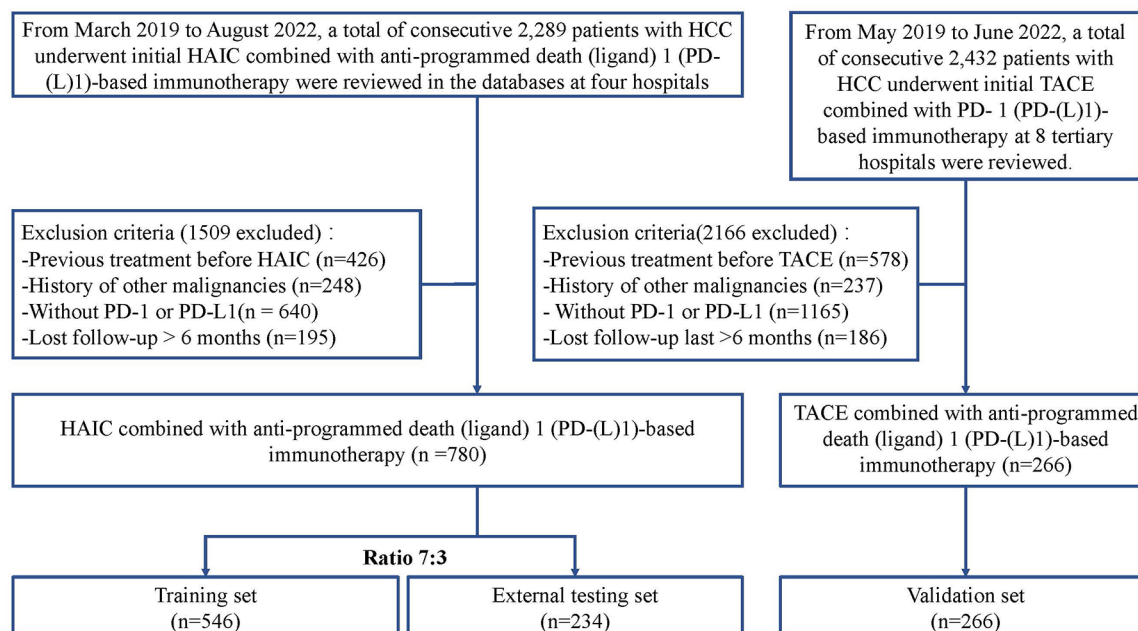 From March 2019 to August 2022, a total of consecutive 2,289 patients with HCC
underwent initial HAIC combined with anti-programmed death (ligand) 1 (PD-
(L)1)-based immunotherapy were reviewed in the databases at four hospitals
From May 2019 to June 2022, a total
of consecutive 2,432 patients with
HCC underwent initial TACE
combined with PD- 1 (PD-(L)1)-
based immunotherapy at 8 tertiary
hospitals were reviewed.
Exclusion criteria (1509 excluded) :
-Previous treatment before HAIC (n=426)
-History of other malignancies (n=248)
-Without PD-1 or PD-L1(n = 640)
-Lost follow-up > 6 months (n=195)
Exclusion criteria(2166 excluded) :
-Previous treatment before TACE (n=578)
-History of other malignancies (n=237)
- Without PD-1 or PD-L1 (n=1165)
-Lost follow-up last >6 months (n=186)
HAIC combined with anti-programmed death (ligand) 1 (PD-(L)1)-based
immunotherapy (n =780)
TACE combined with anti-programmed
death (ligand) 1 (PD-(L)1)-based
immunotherapy (n=266)
Ratio 7:3
Training set
(n=546)
External testing set
(n=234)
Validation set
(n=266)